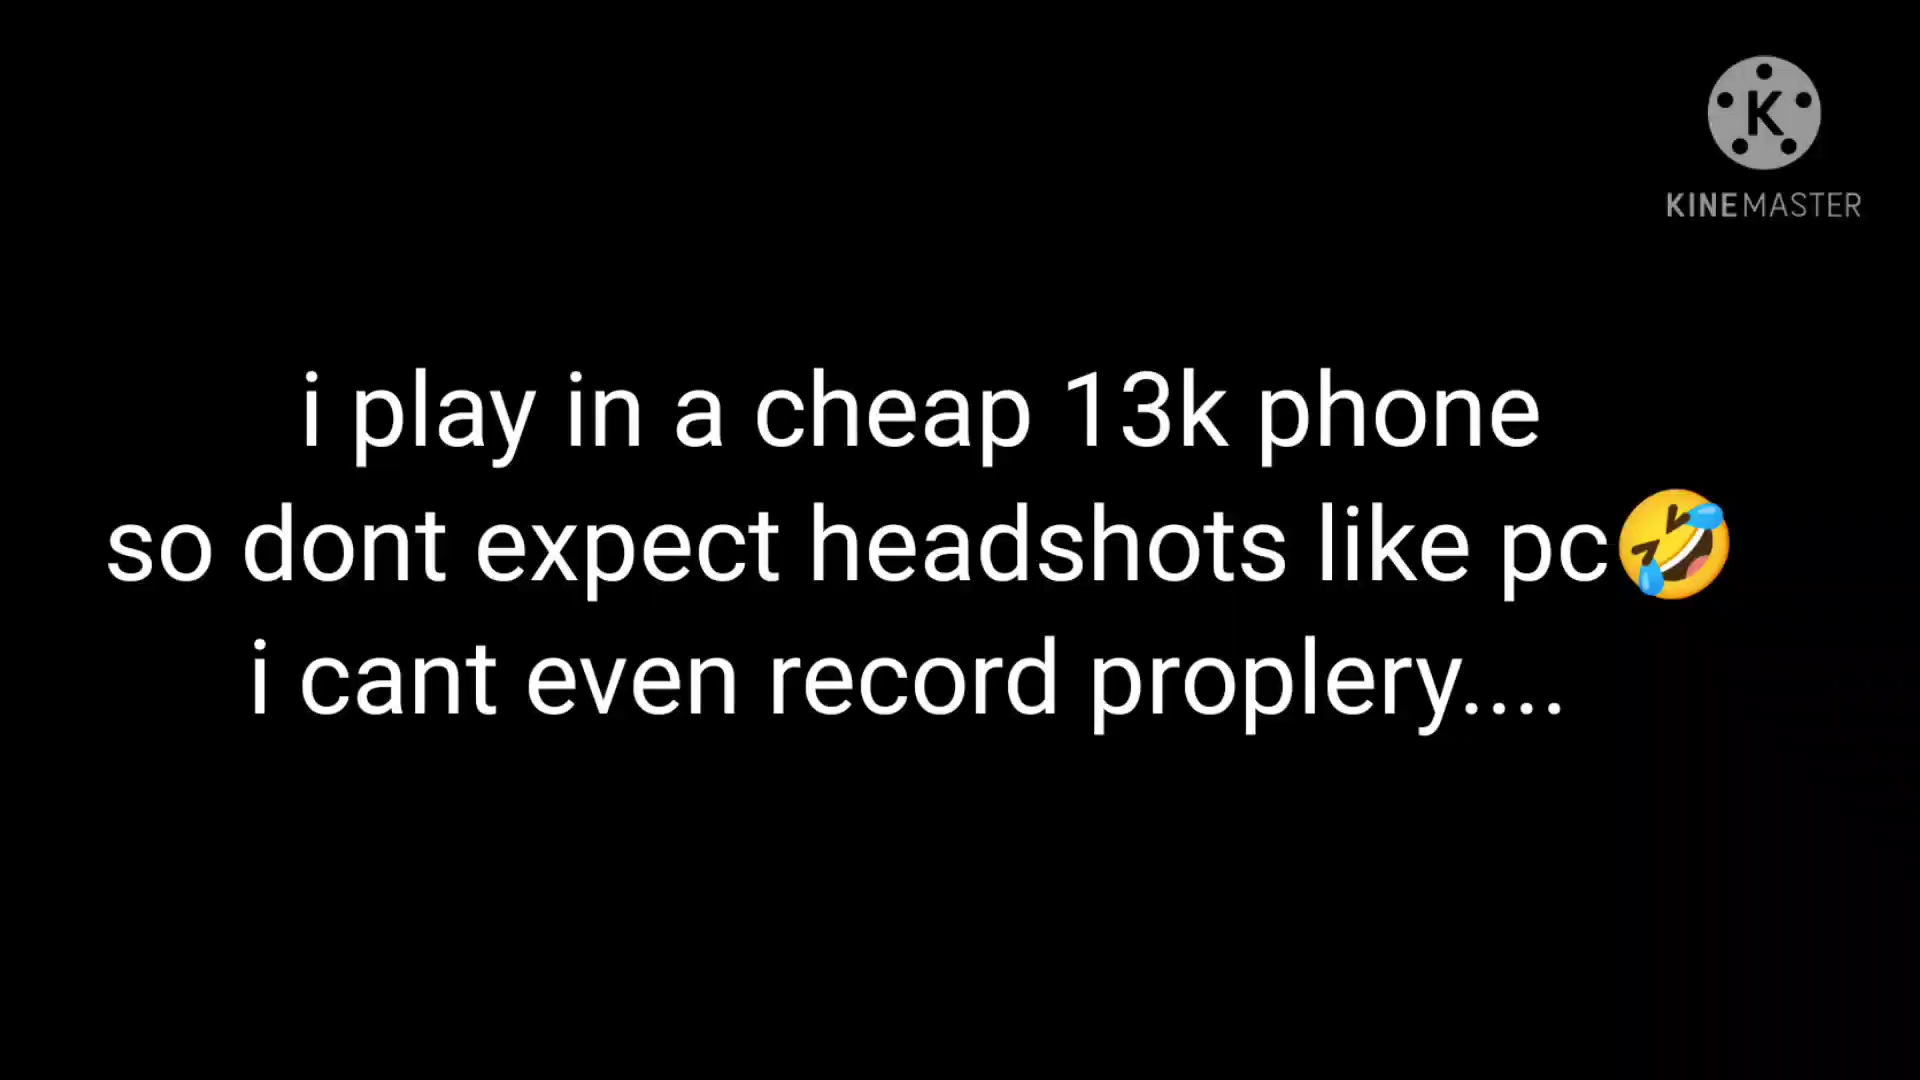 K
KINEMASTER
i play in a cheap 13k phone
so dont expect headshots like pc🤣
i cant even record proplery....